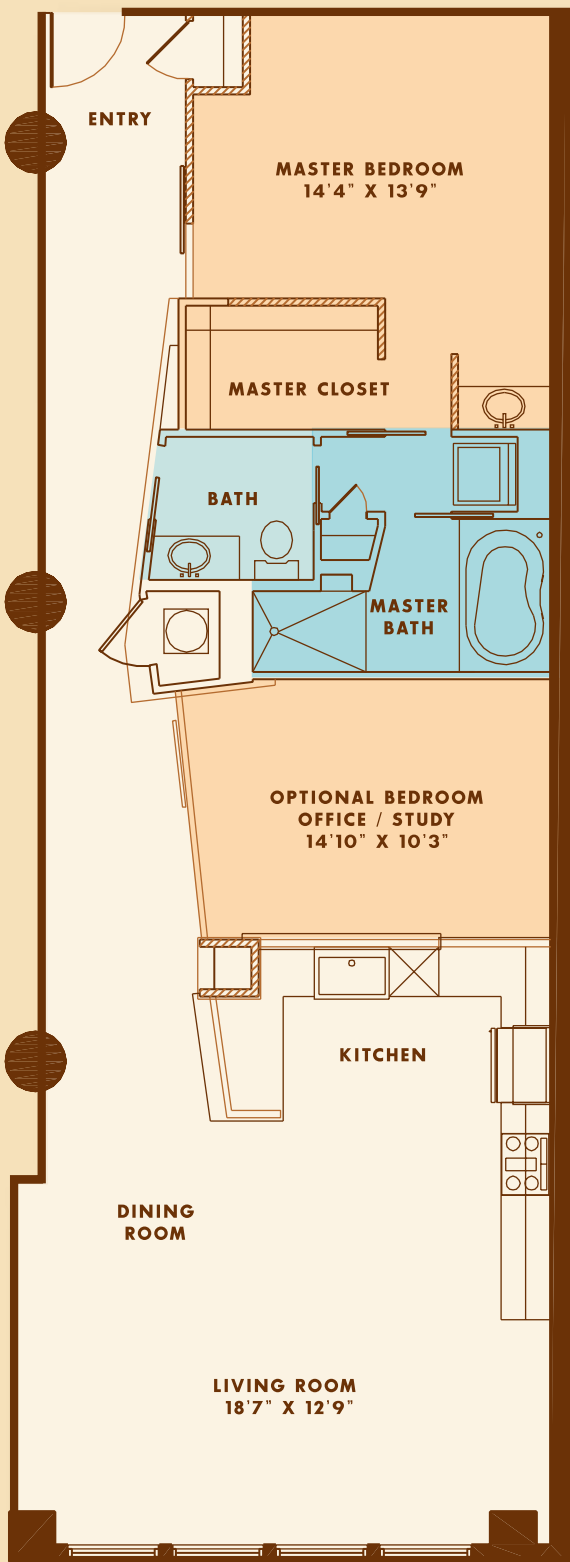 ENTRY
MASTER BEDROOM
14'4" X 13'9"
MASTER CLOSET
BATH
MASTER
BATH
OPTIONAL BEDROOM
OFFICE / STUDY
14'10" X 10'3"
KITCHEN
DINING
ROOM
LIVING ROOM
18'7" X 12'9"